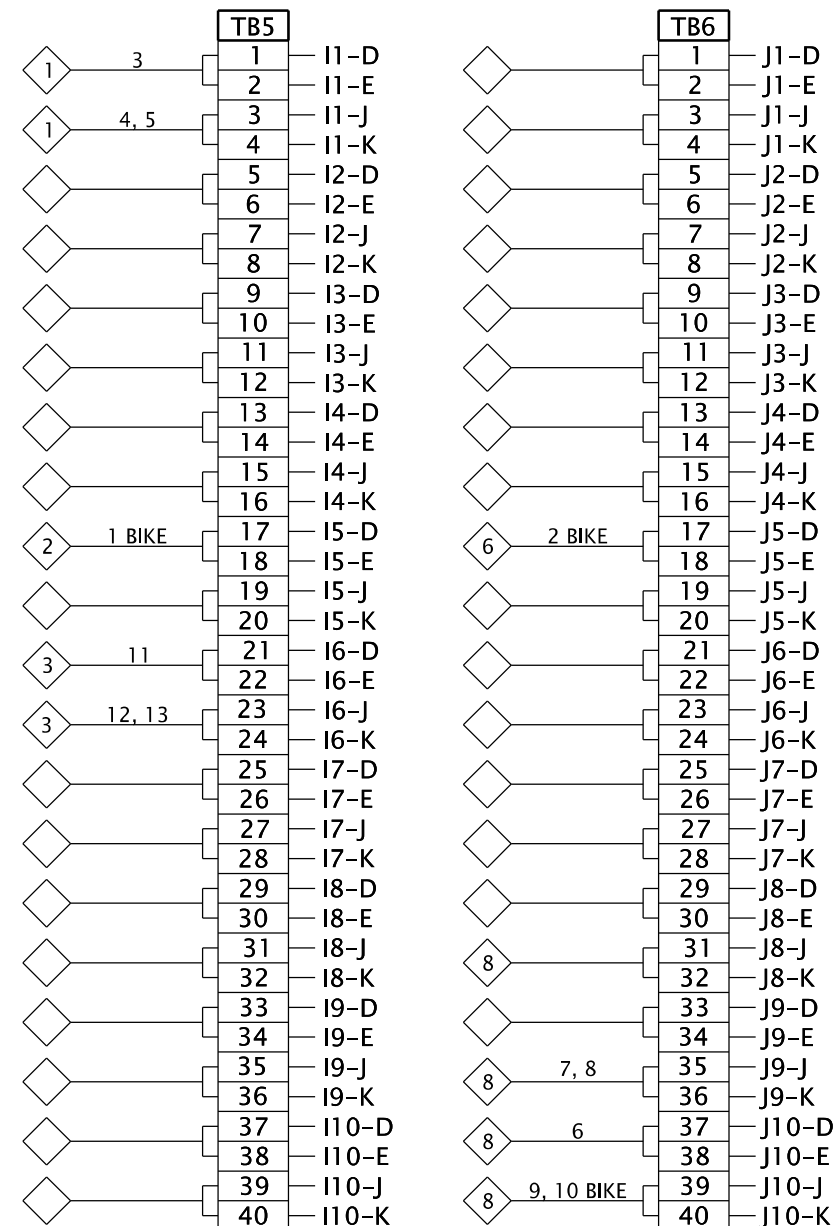 TB5 TB6
3 1 I1-D 1 J1-D
1 2 I1-E 2 J1-E
4, 5 3 I1-J 3 J1-J
1 4 I1-K 4 J1-K
5 I2-D 5 J2-D
6 I2-E 6 J2-E
7 I2-J 7 J2-J
8 I2-K 8 J2-K
9 I3-D 9 J3-D
10 I3-E 10 J3-E
11 I3-J 11 J3-J
12 I3-K 12 J3-K
13 I4-D 13 J4-D
14 I4-E 14 J4-E
15 I4-J 15 J4-J
16 I4-K 16 J4-K
1 BIKE 17 I5-D 2 BIKE 17 J5-D
2 18 I5-E 6 18 J5-E
19 I5-J 19 J5-J
20 I5-K 20 J5-K
11 21 I6-D 21 J6-D
3 22 I6-E 22 J6-E
12, 13 23 I6-J 23 J6-J
3 24 I6-K 24 J6-K
25 I7-D 25 J7-D
26 I7-E 26 J7-E
27 I7-J 27 J7-J
28 I7-K 28 J7-K
29 I8-D 29 J8-D
30 I8-E 30 J8-E
31 I8-J 31 J8-J
32 I8-K 8 32 J8-K
33 I9-D 33 J9-D
34 I9-E 34 J9-E
35 I9-J 7, 8 35 J9-J
36 I9-K 8 36 J9-K
37 I10-D 6 37 J10-D
38 I10-E 8 38 J10-E
39 I10-J 9, 10 BIKE 39 J10-J
40 I10-K 8 40 J10-K